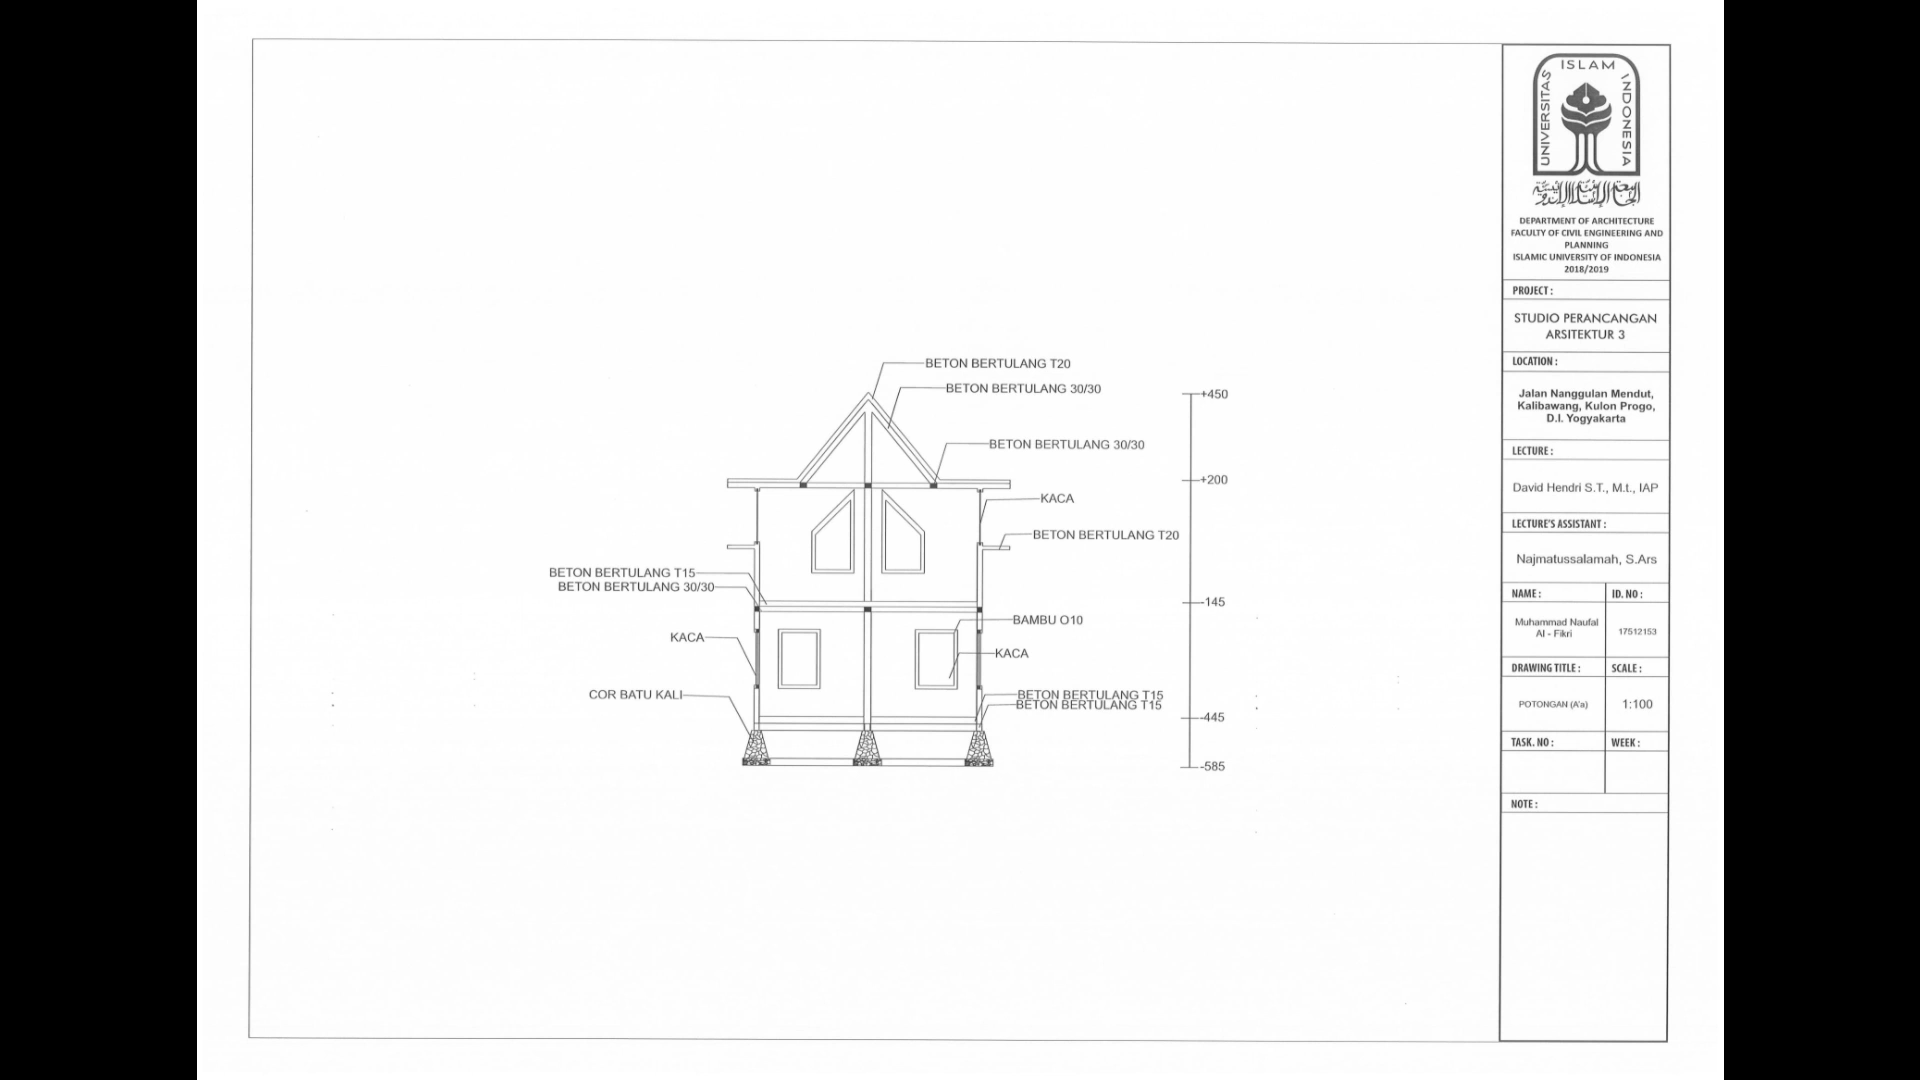 BETON BERTULANG T20
BETON BERTULANG 30/30
BETON BERTULANG 30/30
KACA
BETON BERTULANG T20
BETON BERTULANG T15
BETON BERTULANG 30/30
BAMBU O10
KACA
KACA
COR BATU KALI
BETON BERTULANG T15
BETON BERTULANG T15
+450
+200
-145
-445
-585
UNIVERSITAS ISLAM INDONESIA
DEPARTMENT OF ARCHITECTURE
FACULTY OF CIVIL ENGINEERING AND
PLANNING
ISLAMIC UNIVERSITY OF INDONESIA
2018/2019
PROJECT :
STUDIO PERANCANGAN
ARSITEKTUR 3
LOCATION :
Jalan Nanggulan Mendut,
Kalibawang, Kulon Progo,
D.I. Yogyakarta
LECTURE :
David Hendri S.T., M.t., IAP
LECTURE'S ASSISTANT :
Najmatussalamah, S.Ars
NAME : ID. NO :
Muhammad Naufal
Al - Fikri
17512153
DRAWING TITLE : SCALE :
POTONGAN (A'a) 1:100
TASK. NO : WEEK :
NOTE :